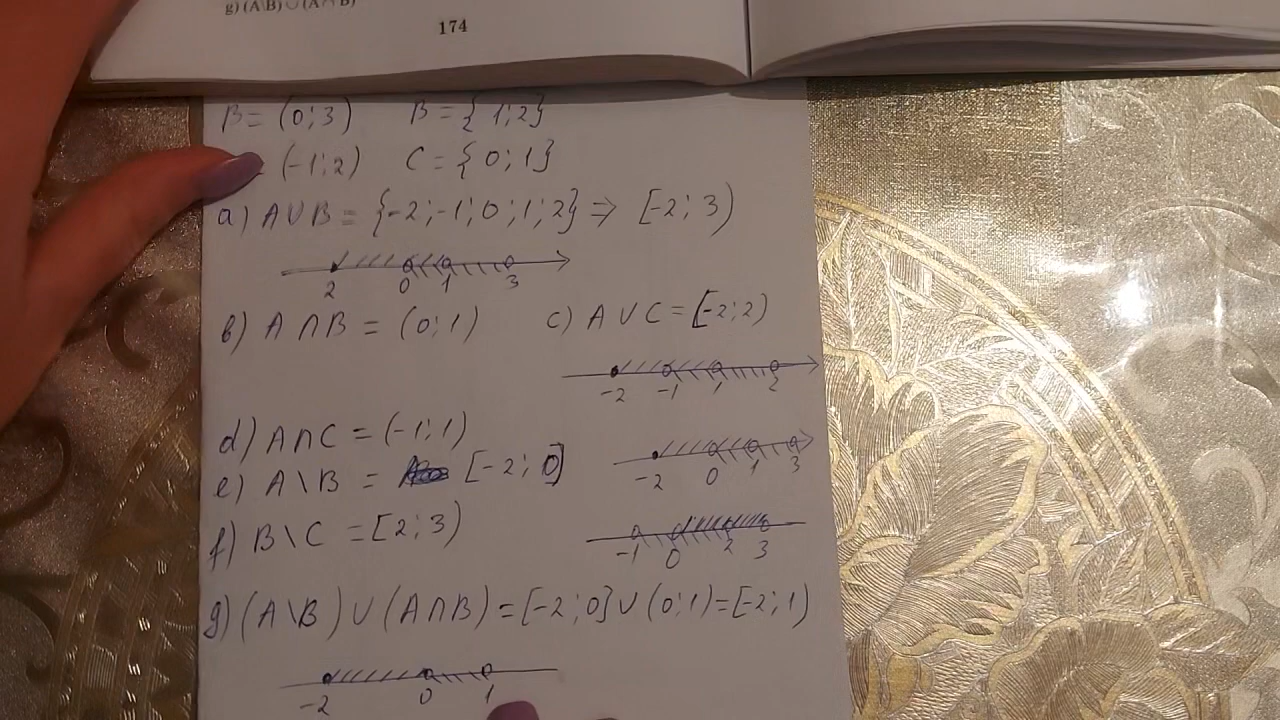 g) (A\B) ∪ (A∩B)
174
B = (0; 3) B = { 1; 2}
(-1; 2) C = { 0; 1}
a) A∪B = {-2; -1; 0; 1; 2} ⇒ [-2; 3)
2 0 1 3
b) A ∩ B = (0; 1) c) A ∪ C = [-2; 2)
-2 -1 1 2
d) A∩C = (-1; 1)
e) A \ B = [-2; 0]
-2 0 1 3
f) B \ C = [2; 3)
-1 0 2 3
g) (A \ B) ∪ (A ∩ B) = [-2; 0] ∪ (0; 1) = [-2; 1)
-2 0 1